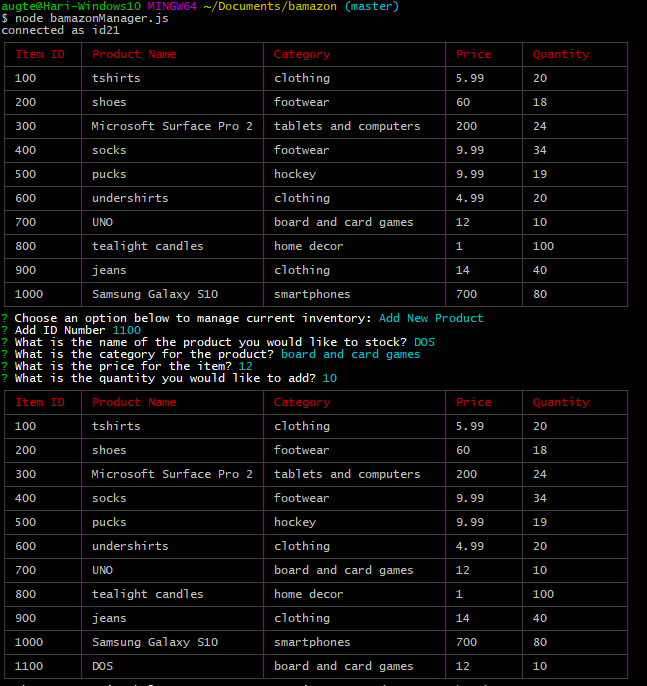 augte@Hari-Windows10 MINGW64 ~/Documents/bamazon (master)
$ node bamazonManager.js
connected as id21
Item ID Product Name Category Price Quantity
100 tshirts clothing 5.99 20
200 shoes footwear 60 18
300 Microsoft Surface Pro 2 tablets and computers 200 24
400 socks footwear 9.99 34
500 pucks hockey 9.99 19
600 undershirts clothing 4.99 20
700 UNO board and card games 12 10
800 tealight candles home decor 1 100
900 jeans clothing 14 40
1000 Samsung Galaxy S10 smartphones 700 80
? Choose an option below to manage current inventory: Add New Product
? Add ID Number 1100
? What is the name of the product you would like to stock? DOS
? What is the category for the product? board and card games
? What is the price for the item? 12
? What is the quantity you would like to add? 10
Item ID Product Name Category Price Quantity
100 tshirts clothing 5.99 20
200 shoes footwear 60 18
300 Microsoft Surface Pro 2 tablets and computers 200 24
400 socks footwear 9.99 34
500 pucks hockey 9.99 19
600 undershirts clothing 4.99 20
700 UNO board and card games 12 10
800 tealight candles home decor 1 100
900 jeans clothing 14 40
1000 Samsung Galaxy S10 smartphones 700 80
1100 DOS board and card games 12 10